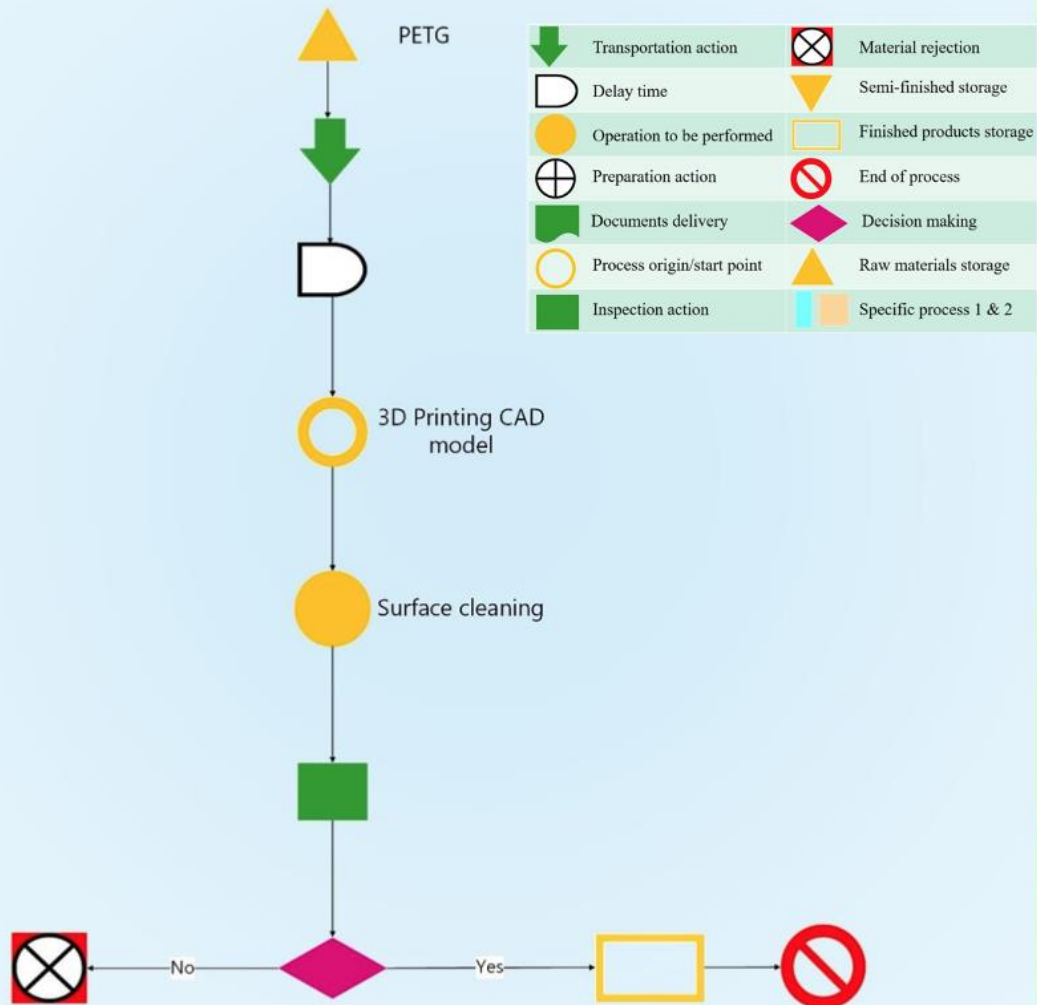 PETG
Transportation action
Material rejection
Delay time
Semi-finished storage
Operation to be performed
Finished products storage
Preparation action
End of process
Documents delivery
Decision making
Process origin/start point
Raw materials storage
Inspection action
Specific process 1 & 2
3D Printing CAD
model
Surface cleaning
No
Yes